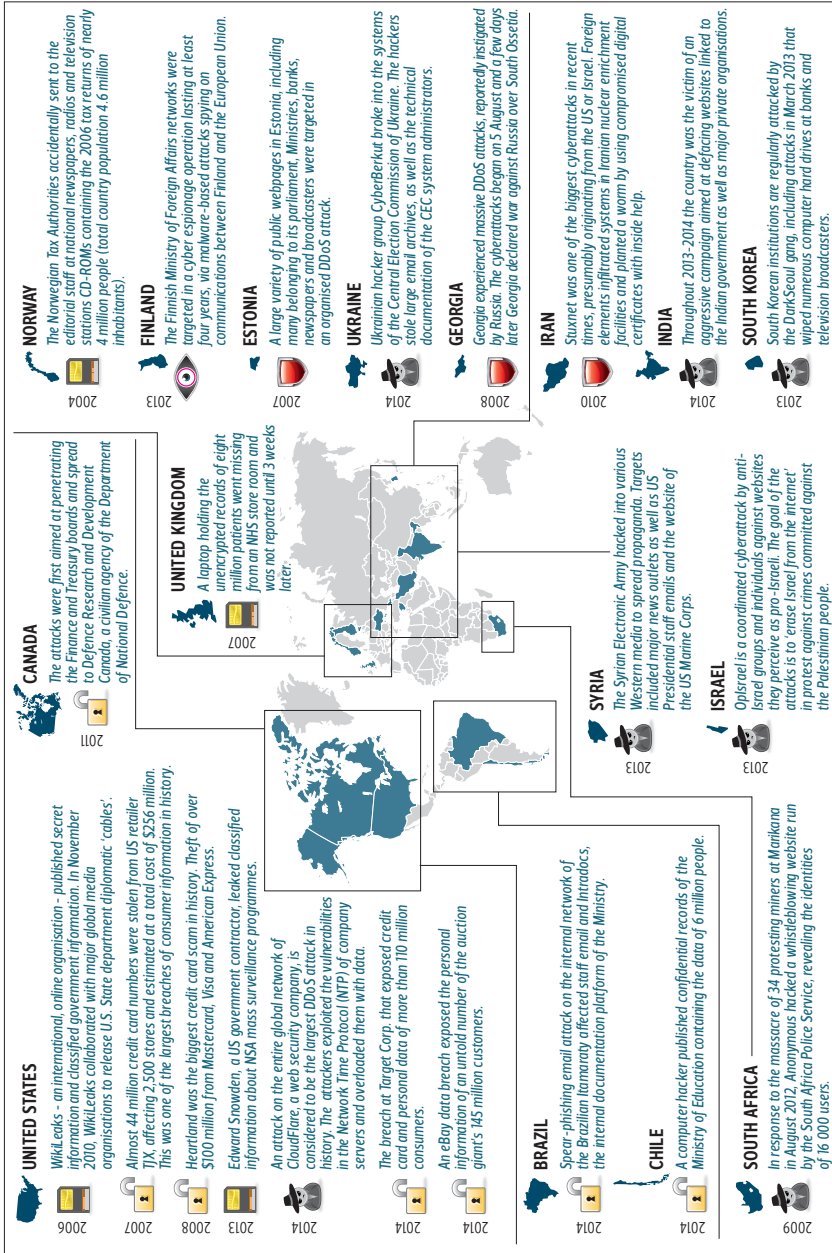 UNITED STATES
2006
WikiLeaks - an international, online organisation - published secret
information and classified government information. In November
2010, WikiLeaks collaborated with major global media
organisations to release U.S. State department diplomatic 'cables'.
2007
Almost 44 million credit card numbers were stolen from US retailer
TJX, affecting 2,500 stores and estimated at a total cost of $256 million.
This was one of the largest breaches of consumer information in history.
2008
Heartland was the biggest credit card scam in history. Theft of over
$100 million from Mastercard, Visa and American Express.
2013
Edward Snowden, a US government contractor, leaked classified
information about NSA mass surveillance programmes.
2014
An attack on the entire global network of
CloudFlare, a web security company, is
considered to be the largest DDoS attack in
history. The attackers exploited the vulnerabilities
in the Network Time Protocol (NTP) of company
servers and overloaded them with data.
2014
The breach at Target Corp. that exposed credit
card and personal data of more than 110 million
consumers.
2014
An eBay data breach exposed the personal
information of an untold number of the auction
giant's 145 million customers.
BRAZIL
2014
Spear-phishing email attack on the internal network of
the Brazilian Itamaraty affected staff email and Intradocs,
the internal documentation platform of the Ministry.
CHILE
2014
A computer hacker published confidential records of the
Ministry of Education containing the data of 6 million people.
SOUTH AFRICA
2009
In response to the massacre of 34 protesting miners at Marikana
in August 2012, Anonymous hacked a whistleblowing website run
by the South Africa Police Service, revealing the identities
of 16 000 users.
CANADA
2011
The attacks were first aimed at penetrating
the Finance and Treasury boards and spread
to Defence Research and Development
Canada, a civilian agency of the Department
of National Defence.
UNITED KINGDOM
2007
A laptop holding the
unencrypted records of eight
million patients went missing
from an NHS store room and
was not reported until 3 weeks
later.
SYRIA
2013
The Syrian Electronic Army hacked into various
Western media to spread propaganda. Targets
included major news outlets as well as US
Presidential staff emails and the website of
the US Marine Corps.
ISRAEL
2013
OpIsrael is a coordinated cyberattack by anti-
Israel groups and individuals against websites
they perceive as pro-Israeli. The goal of the
attacks is to 'erase Israel from the internet'
in protest against crimes committed against
the Palestinian people.
NORWAY
2004
The Norwegian Tax Authorities accidentally sent to the
editorial staff at national newspapers, radios and television
stations CD-ROMs containing the 2006 tax returns of nearly
4 million people (total country population 4.6 million
inhabitants).
FINLAND
2013
The Finnish Ministry of Foreign Affairs networks were
targeted in a cyber espionage operation lasting at least
four years, via malware-based attacks spying on
communications between Finland and the European Union.
ESTONIA
2007
A large variety of public webpages in Estonia, including
many belonging to its parliament, Ministries, banks,
newspapers and broadcasters were targeted in
an organised DDoS attack.
UKRAINE
2014
Ukrainian hacker group CyberBerkut broke into the systems
of the Central Election Commission of Ukraine. The hackers
stole large email archives, as well as the technical
documentation of the CEC system administrators.
GEORGIA
2008
Georgia experienced massive DDoS attacks, reportedly instigated
by Russia. The cyberattacks began on 5 August and a few days
later Georgia declared war against Russia over South Ossetia.
IRAN
2010
Stuxnet was one of the biggest cyberattacks in recent
times, presumably originating from the US or Israel. Foreign
elements infiltrated systems in Iranian nuclear enrichment
facilities and planted a worm by using compromised digital
certificates with inside help.
INDIA
2014
Throughout 2013-2014 the country was the victim of an
aggressive campaign aimed at defacing websites linked to
the Indian government as well as major private organisations.
SOUTH KOREA
2013
South Korean institutions are regularly attacked by
the DarkSeoul gang, including attacks in March 2013 that
wiped numerous computer hard drives at banks and
television broadcasters.